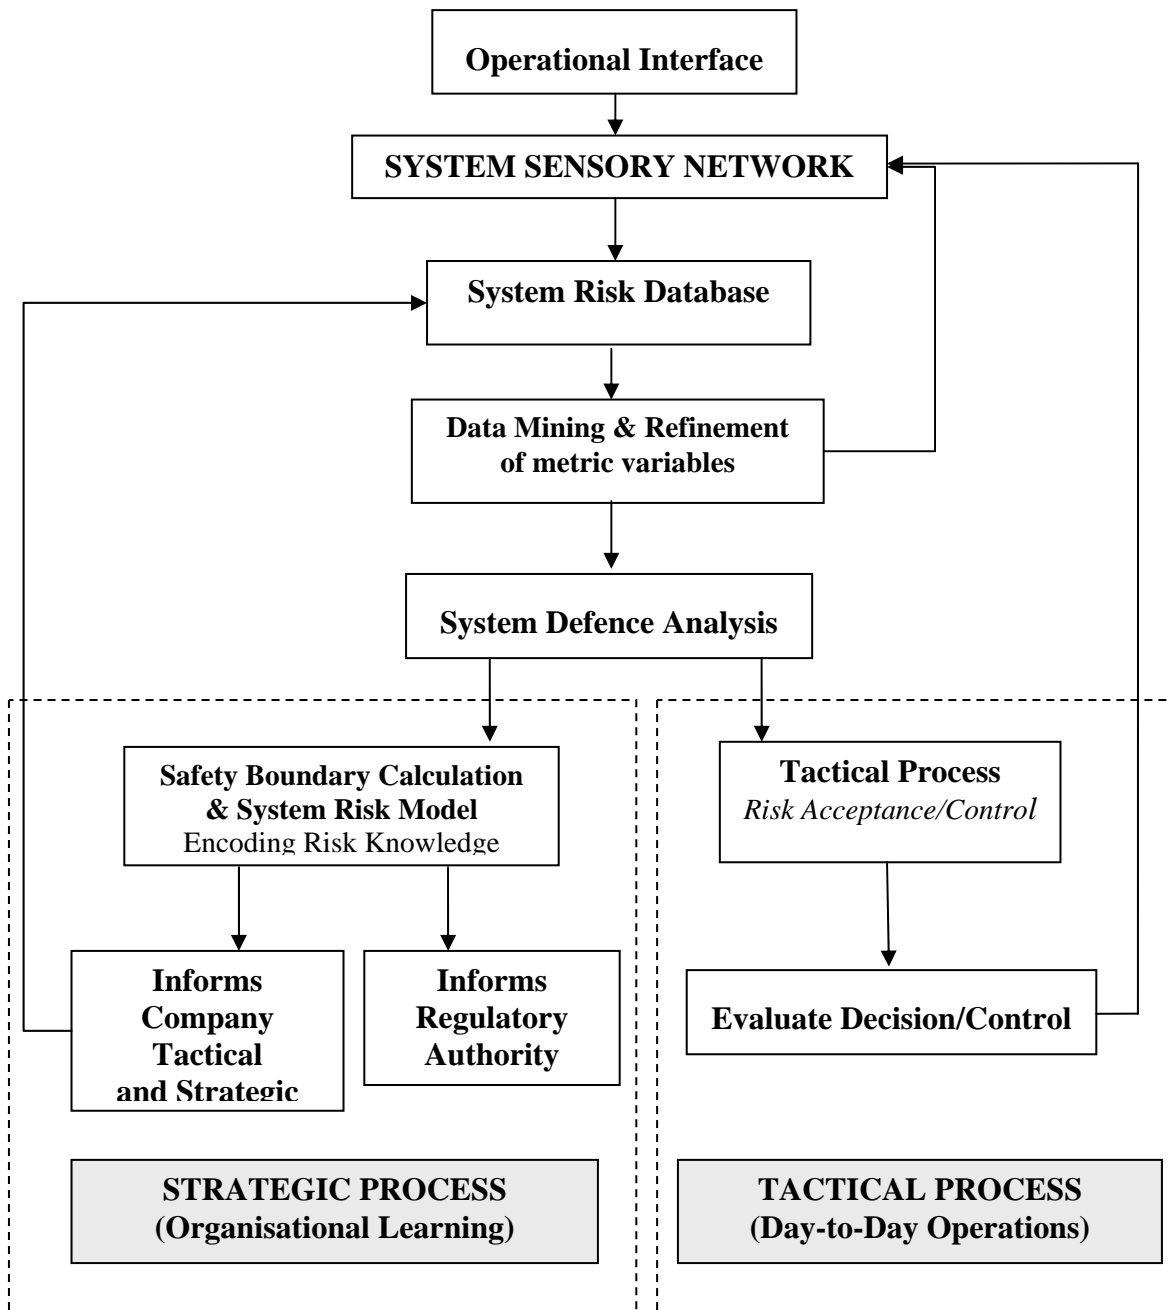 Operational Interface
SYSTEM SENSORY NETWORK
System Risk Database
Data Mining & Refinement
of metric variables
System Defence Analysis
Safety Boundary Calculation
& System Risk Model
Encoding Risk Knowledge
Tactical Process
Risk Acceptance/Control
Informs
Company
Tactical
and Strategic
Informs
Regulatory
Authority
Evaluate Decision/Control
STRATEGIC PROCESS
(Organisational Learning)
TACTICAL PROCESS
(Day-to-Day Operations)